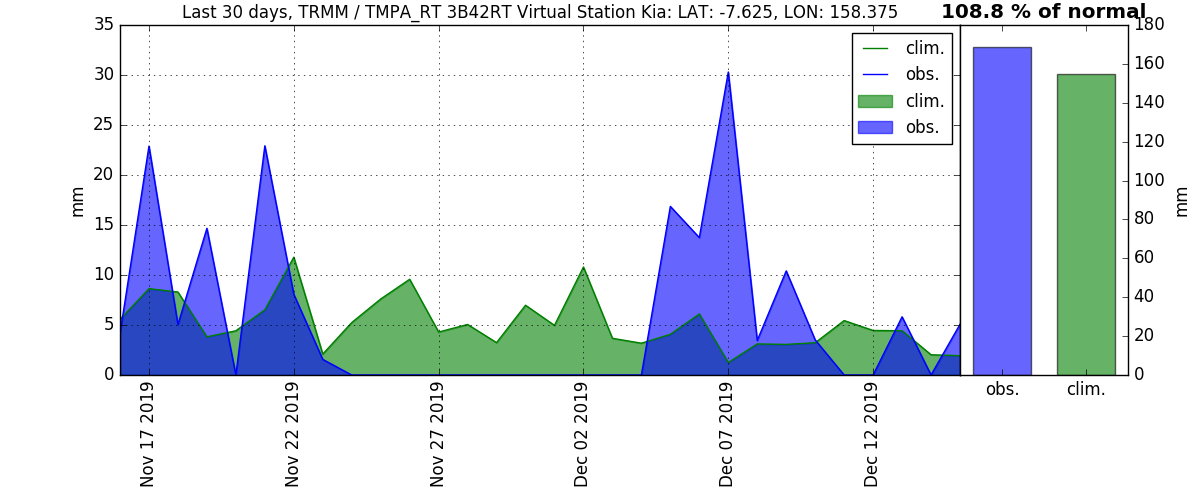 Last 30 days, TRMM / TMPA_RT 3B42RT Virtual Station Kia: LAT: -7.625, LON: 158.375
108.8 % of normal
35
30
25
20
15
10
5
0
mm
clim.
obs.
clim.
obs.
Nov 17 2019
Nov 22 2019
Nov 27 2019
Dec 02 2019
Dec 07 2019
Dec 12 2019
180
160
140
120
100
80
60
40
20
0
mm
obs.
clim.